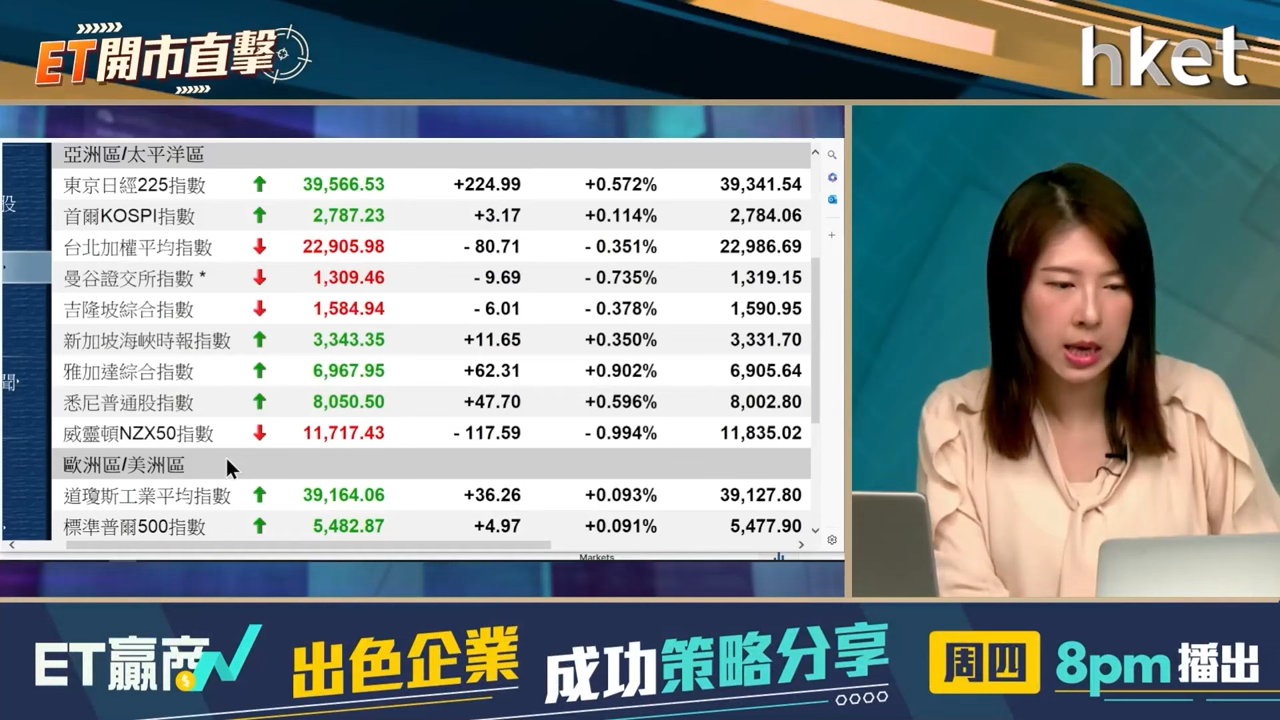 ET開市直擊
hket
亞洲區/太平洋區
東京日經225指數 39,566.53 +224.99 +0.572% 39,341.54
首爾KOSPI指數 2,787.23 +3.17 +0.114% 2,784.06
台北加權平均指數 22,905.98 - 80.71 - 0.351% 22,986.69
曼谷證交所指數 * 1,309.46 - 9.69 - 0.735% 1,319.15
吉隆坡綜合指數 1,584.94 - 6.01 - 0.378% 1,590.95
新加坡海峽時報指數 3,343.35 +11.65 +0.350% 3,331.70
雅加達綜合指數 6,967.95 +62.31 +0.902% 6,905.64
悉尼普通股指數 8,050.50 +47.70 +0.596% 8,002.80
威靈頓NZX50指數 11,717.43 - 117.59 - 0.994% 11,835.02
歐洲區/美洲區
道瓊斯工業平均指數 39,164.06 +36.26 +0.093% 39,127.80
標準普爾500指數 5,482.87 +4.97 +0.091% 5,477.90
股
聞
Markets
ET贏商 出色企業 成功策略分享 周四 8pm播出